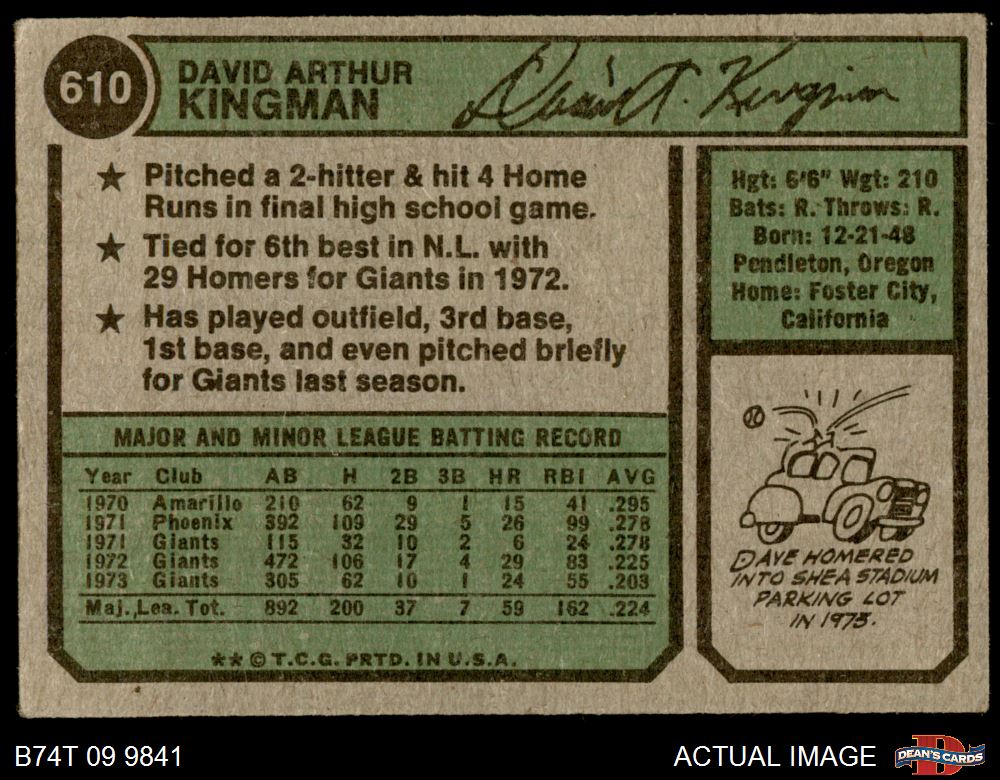 610
DAVID ARTHUR
KINGMAN
David A. Kingman
★ Pitched a 2-hitter & hit 4 Home
Runs in final high school game.
★ Tied for 6th best in N.L. with
29 Homers for Giants in 1972.
★ Has played outfield, 3rd base,
1st base, and even pitched briefly
for Giants last season.
Hgt: 6'6" Wgt: 210
Bats: R. Throws: R.
Born: 12-21-48
Pendleton, Oregon
Home: Foster City,
California
MAJOR AND MINOR LEAGUE BATTING RECORD
Year Club AB H 2B 3B HR RBI AVG
1970 Amarillo 210 62 9 1 15 41 .295
1971 Phoenix 392 109 29 5 26 99 .278
1971 Giants 115 32 10 2 6 24 .278
1972 Giants 472 106 17 4 29 83 .225
1973 Giants 305 62 10 1 24 55 .203
Maj. Lea. Tot. 892 200 37 7 59 162 .224
★★ © T.C.G. PRTD. IN U.S.A.
DAVE HOMERED
INTO SHEA STADIUM
PARKING LOT
IN 1973.
B74T 09 9841
ACTUAL IMAGE
D
DEAN'S CARDS